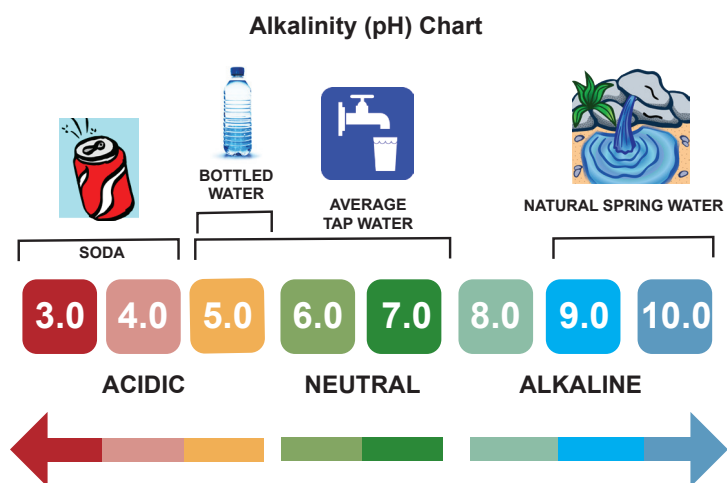 Alkalinity (pH) Chart
BOTTLED
WATER
AVERAGE
TAP WATER
NATURAL SPRING WATER
SODA
3.0 4.0 5.0 6.0 7.0 8.0 9.0 10.0
ACIDIC NEUTRAL ALKALINE